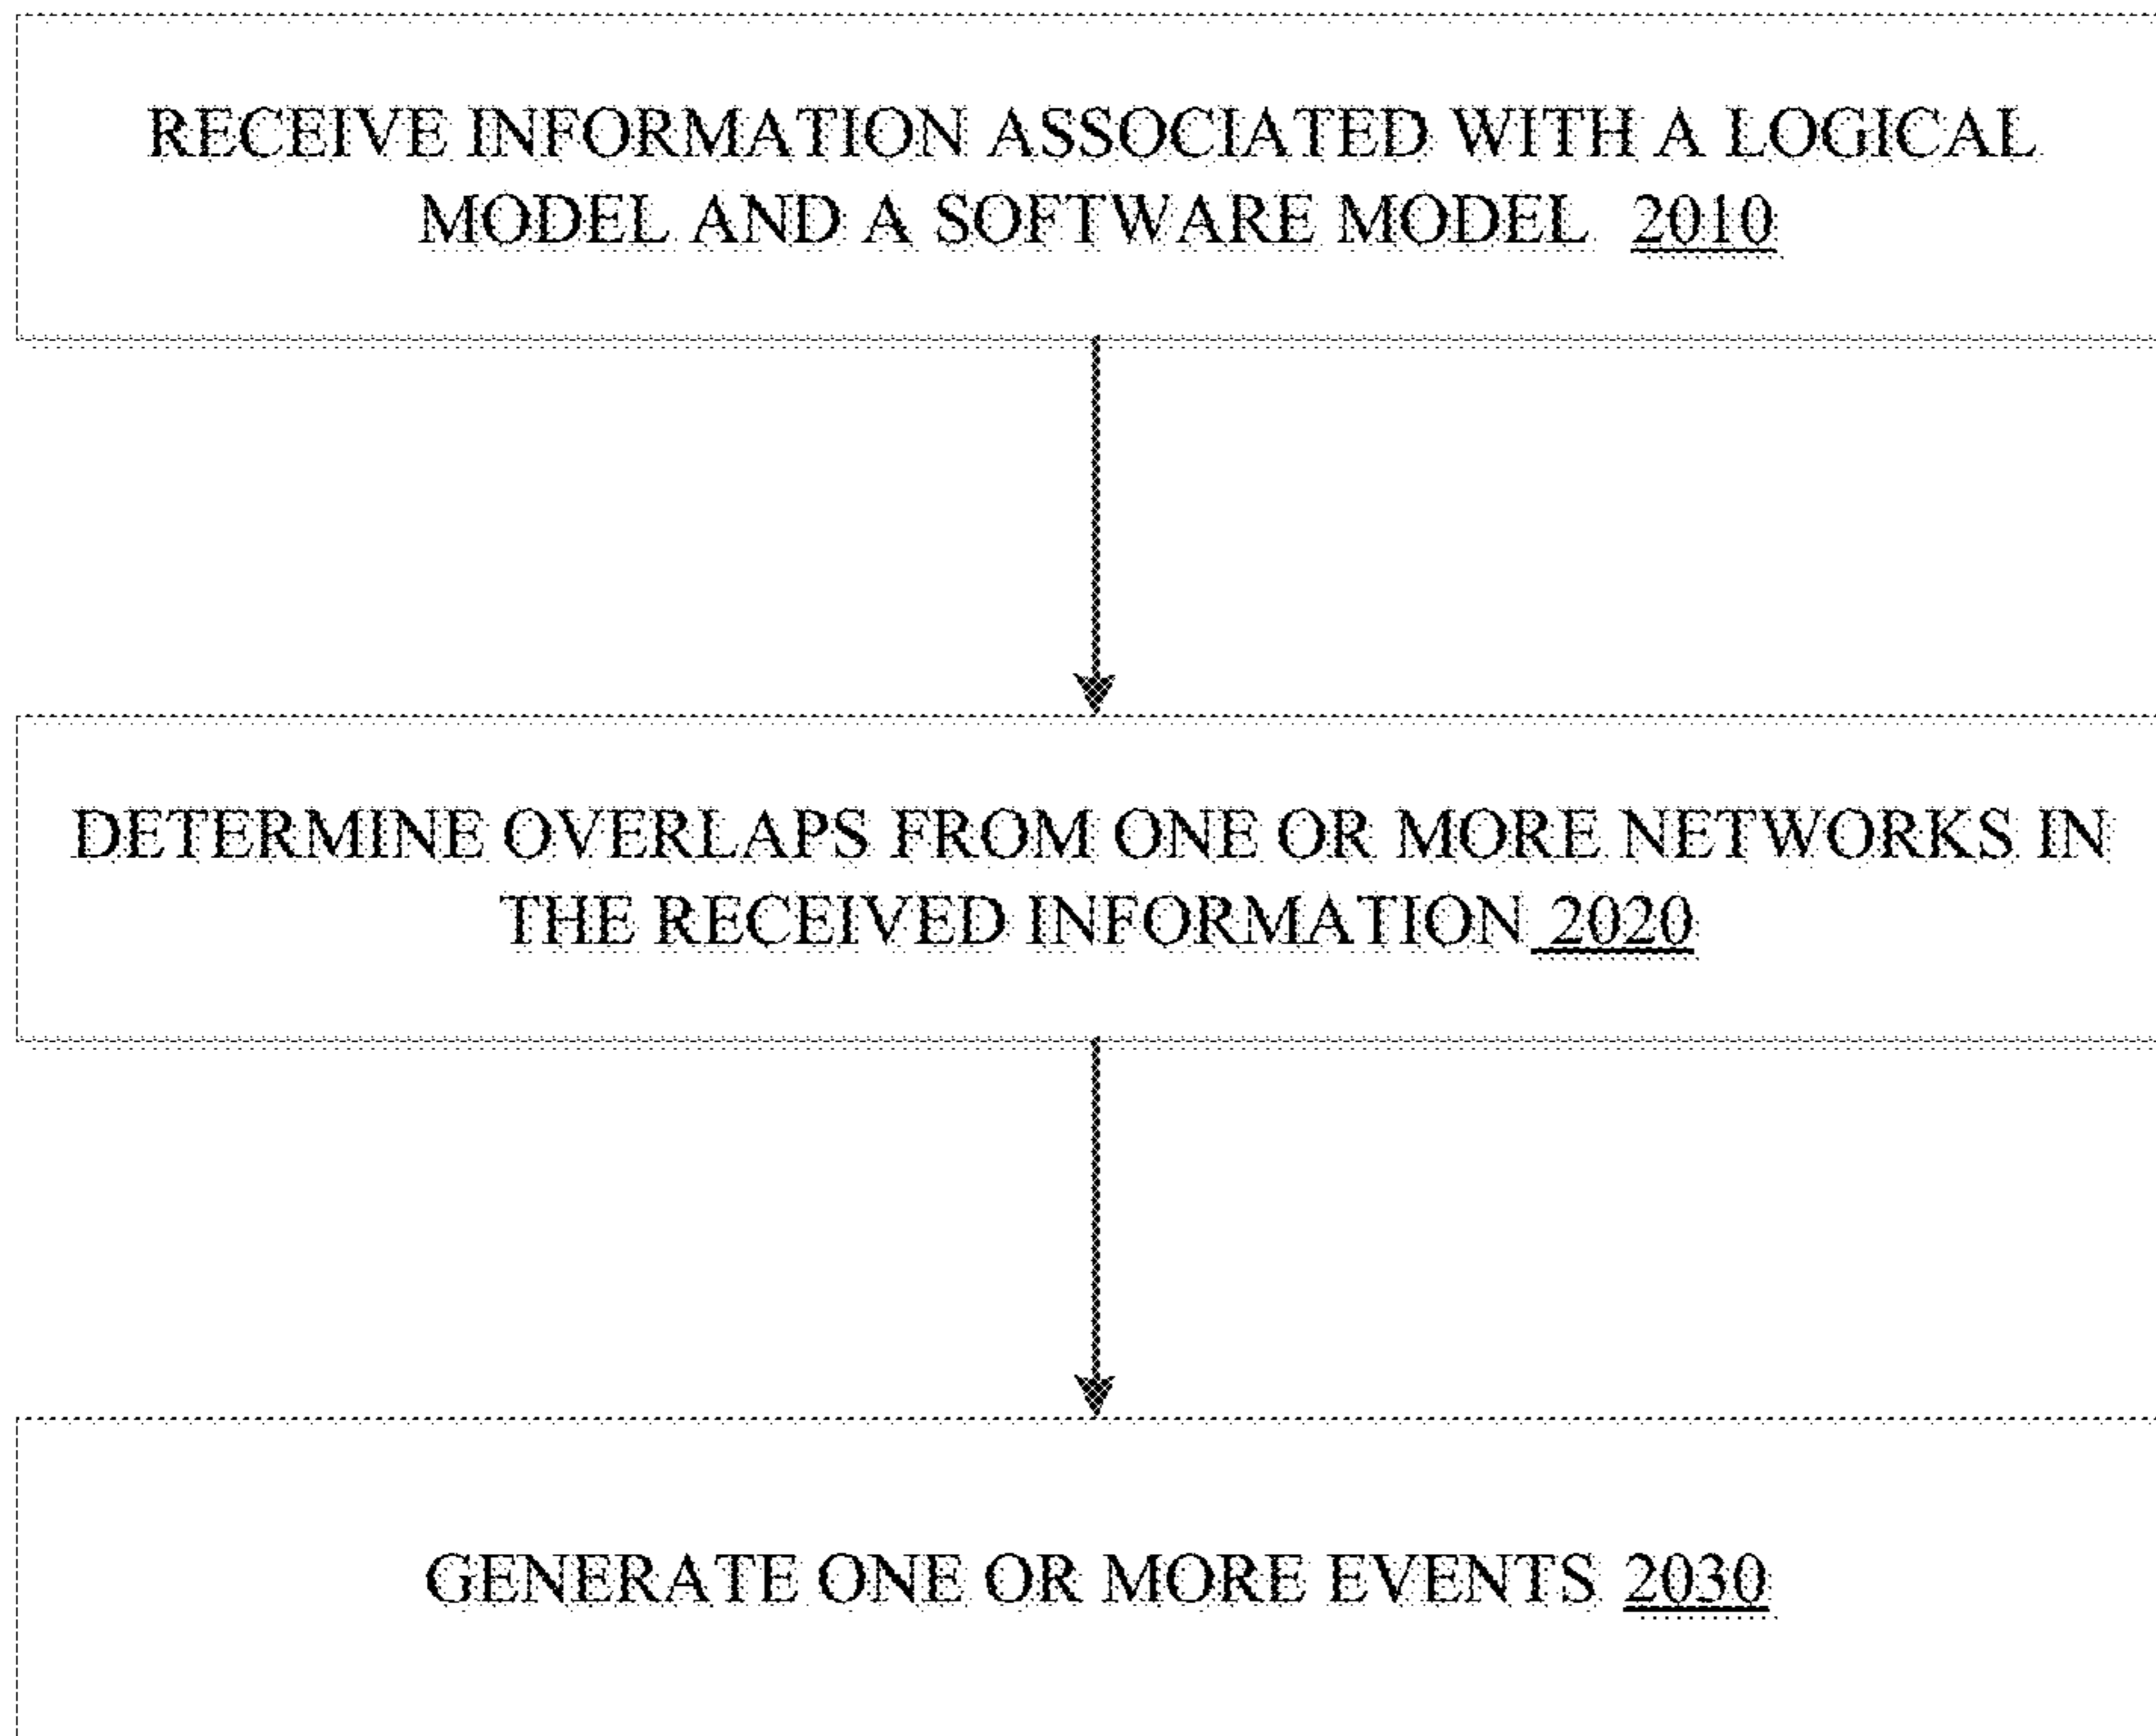 RECEIVE INFORMATION ASSOCIATED WITH A LOGICAL
MODEL AND A SOFTWARE MODEL 2010
DETERMINE OVERLAPS FROM ONE OR MORE NETWORKS IN
THE RECEIVED INFORMATION 2020
GENERATE ONE OR MORE EVENTS 2030